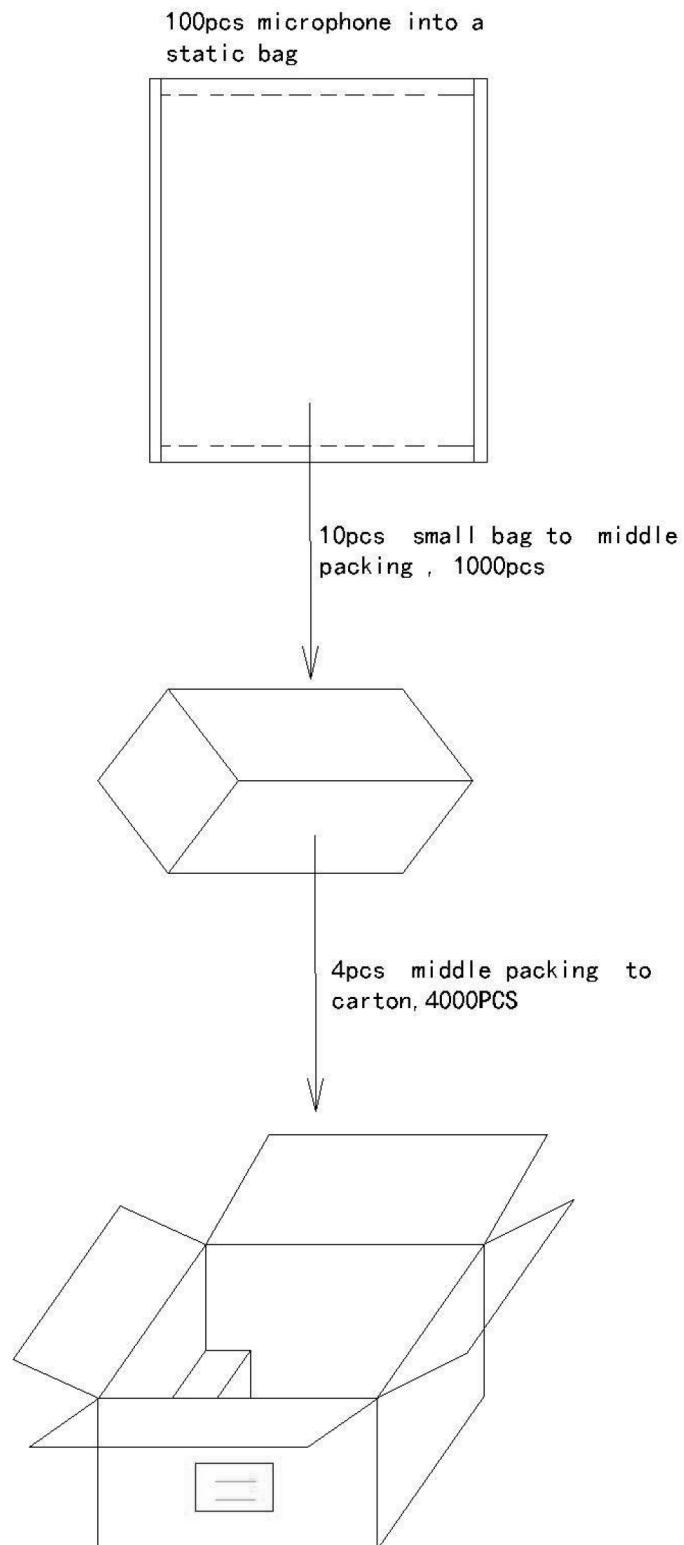 100pcs microphone into a
static bag
10pcs small bag to middle
packing , 1000pcs
4pcs middle packing to
carton,4000PCS